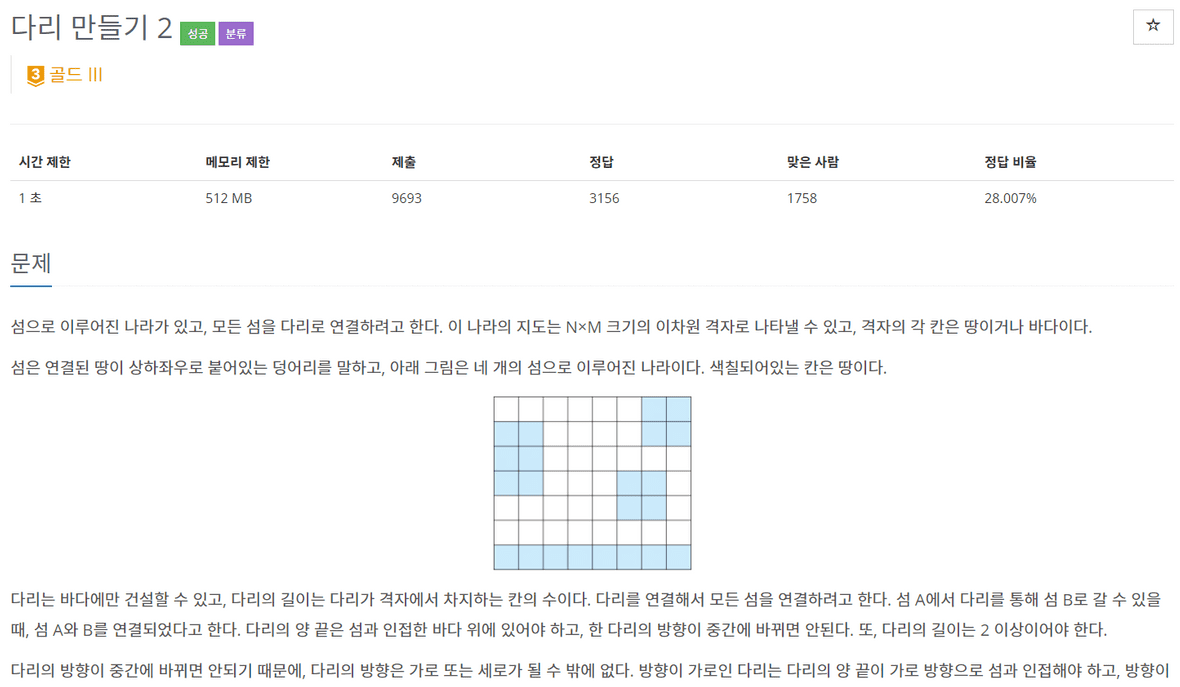 다리 만들기 2 성공 분류
☆
3 골드 III
시간 제한 메모리 제한 제출 정답 맞은 사람 정답 비율
1 초 512 MB 9693 3156 1758 28.007%
문제
섬으로 이루어진 나라가 있고, 모든 섬을 다리로 연결하려고 한다. 이 나라의 지도는 N×M 크기의 이차원 격자로 나타낼 수 있고, 격자의 각 칸은 땅이거나 바다이다.
섬은 연결된 땅이 상하좌우로 붙어있는 덩어리를 말하고, 아래 그림은 네 개의 섬으로 이루어진 나라이다. 색칠되어있는 칸은 땅이다.
다리는 바다에만 건설할 수 있고, 다리의 길이는 다리가 격자에서 차지하는 칸의 수이다. 다리를 연결해서 모든 섬을 연결하려고 한다. 섬 A에서 다리를 통해 섬 B로 갈 수 있을
때, 섬 A와 B를 연결되었다고 한다. 다리의 양 끝은 섬과 인접한 바다 위에 있어야 하고, 한 다리의 방향이 중간에 바뀌면 안된다. 또, 다리의 길이는 2 이상이어야 한다.
다리의 방향이 중간에 바뀌면 안되기 때문에, 다리의 방향은 가로 또는 세로가 될 수 밖에 없다. 방향이 가로인 다리는 다리의 양 끝이 가로 방향으로 섬과 인접해야 하고, 방향이